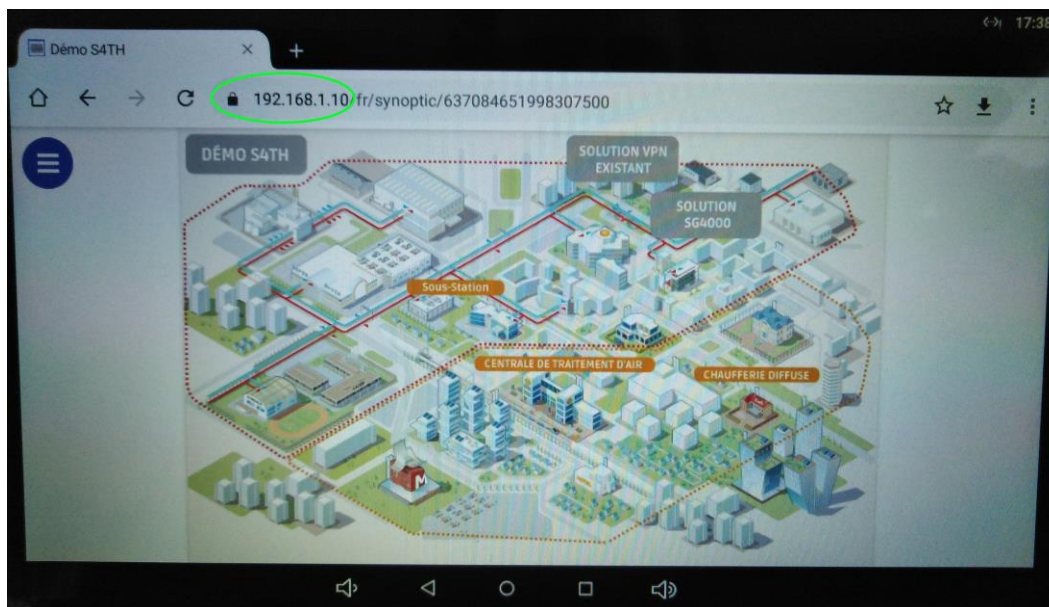 17:38
Démo S4TH
192.168.1.10/fr/synoptic/637084651998307500
DÉMO S4TH
SOLUTION VPN
EXISTANT
SOLUTION
SG4000
Sous-Station
CENTRALE DE TRAITEMENT D'AIR
CHAUFFERIE DIFFUSE
M